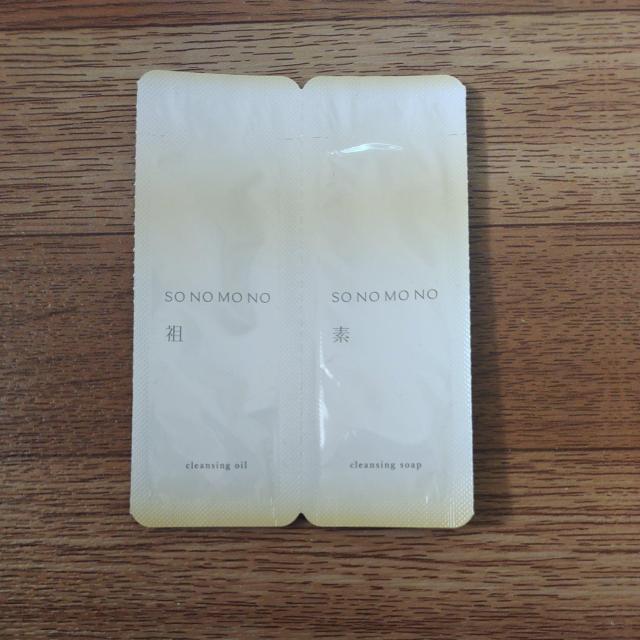 SO NO MO NO
祖
cleansing oil
SO NO MO NO
素
cleansing soap